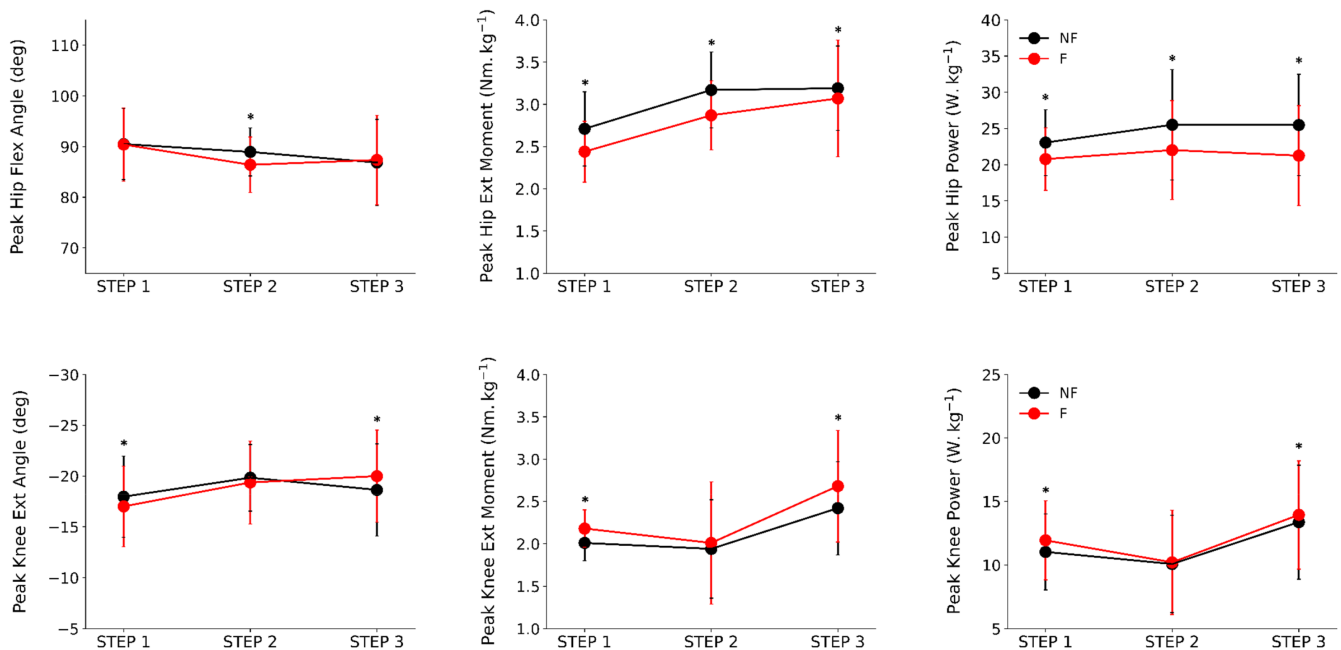 Peak Hip Flex Angle (deg)
110
100
90
80
70
*
STEP 1 STEP 2 STEP 3
Peak Hip Ext Moment (Nm. kg⁻¹)
4.0
3.5
3.0
2.5
2.0
1.5
1.0
* * *
STEP 1 STEP 2 STEP 3
Peak Hip Power (W. kg⁻¹)
40
35
30
25
20
15
10
5
NF
F
* * *
STEP 1 STEP 2 STEP 3
Peak Knee Ext Angle (deg)
−30
−25
−20
−15
−10
−5
* *
STEP 1 STEP 2 STEP 3
Peak Knee Ext Moment (Nm. kg⁻¹)
4.0
3.5
3.0
2.5
2.0
1.5
1.0
* *
STEP 1 STEP 2 STEP 3
Peak Knee Power (W. kg⁻¹)
25
20
15
10
5
NF
F
* *
STEP 1 STEP 2 STEP 3